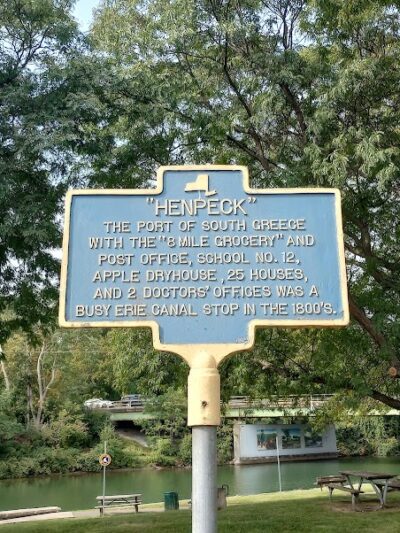 "HENPECK"
THE PORT OF SOUTH GREECE
WITH THE "8 MILE GROCERY" AND
POST OFFICE, SCHOOL NO. 12,
APPLE DRYHOUSE, 25 HOUSES,
AND 2 DOCTORS' OFFICES WAS A
BUSY ERIE CANAL STOP IN THE 1800'S.